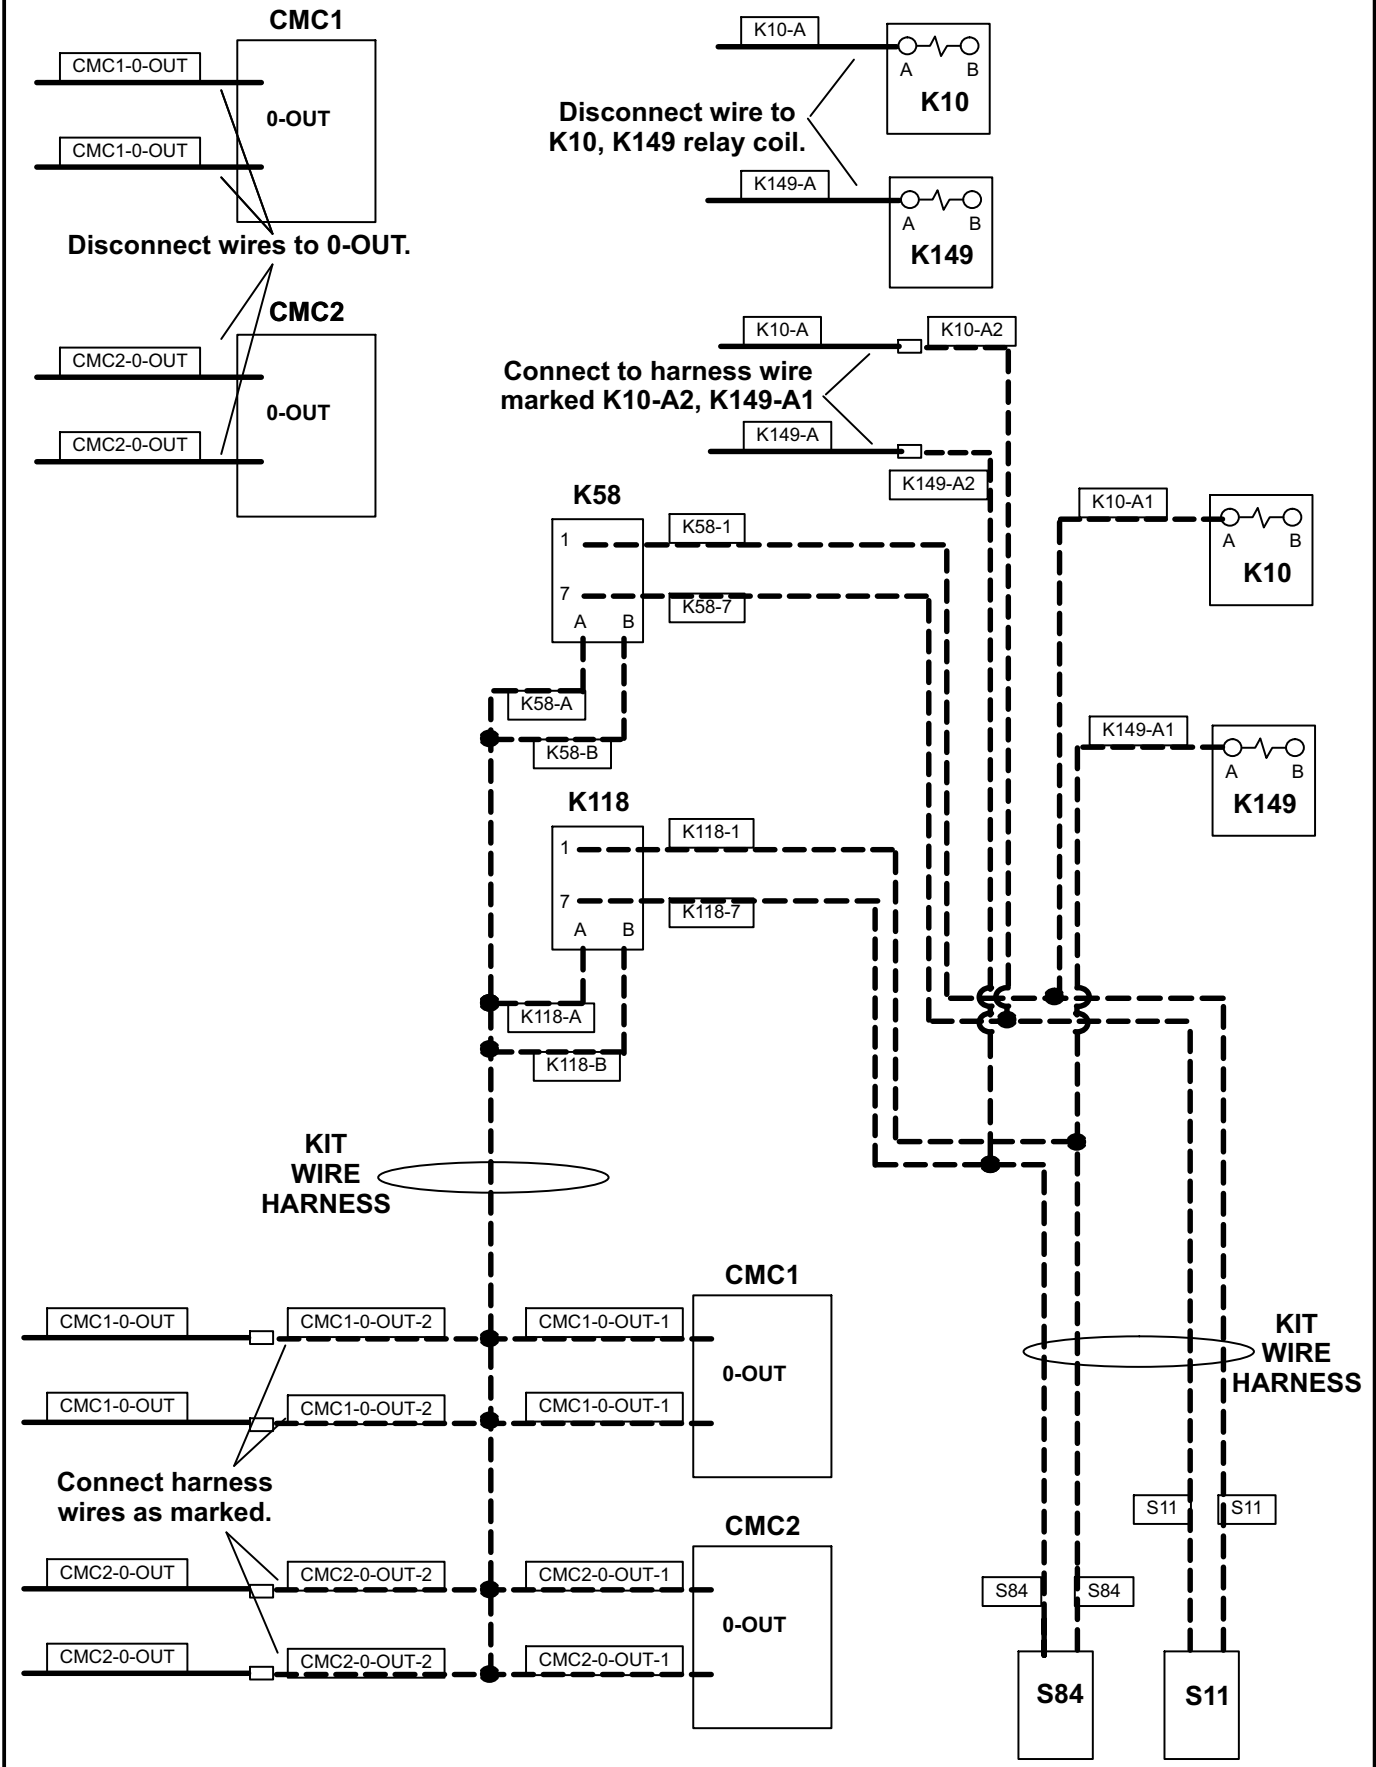 CMC1
CMC1-0-OUT
0-OUT
CMC1-0-OUT
Disconnect wires to 0-OUT.
CMC2
CMC2-0-OUT
0-OUT
CMC2-0-OUT
K10-A
A B
K10
Disconnect wire to
K10, K149 relay coil.
K149-A
A B
K149
K10-A
K10-A2
Connect to harness wire
marked K10-A2, K149-A1
K149-A
K149-A2
K58
1
K58-1
7
K58-7
A B
K58-A
K58-B
K10-A1
A B
K10
K149-A1
A B
K149
K118
1
K118-1
7
K118-7
A B
K118-A
K118-B
KIT
WIRE
HARNESS
CMC1
CMC1-0-OUT
CMC1-0-OUT-2
CMC1-0-OUT-1
0-OUT
CMC1-0-OUT
CMC1-0-OUT-2
CMC1-0-OUT-1
Connect harness
wires as marked.
CMC2
CMC2-0-OUT
CMC2-0-OUT-2
CMC2-0-OUT-1
0-OUT
CMC2-0-OUT
CMC2-0-OUT-2
CMC2-0-OUT-1
KIT
WIRE
HARNESS
S11
S11
S84
S84
S84
S11